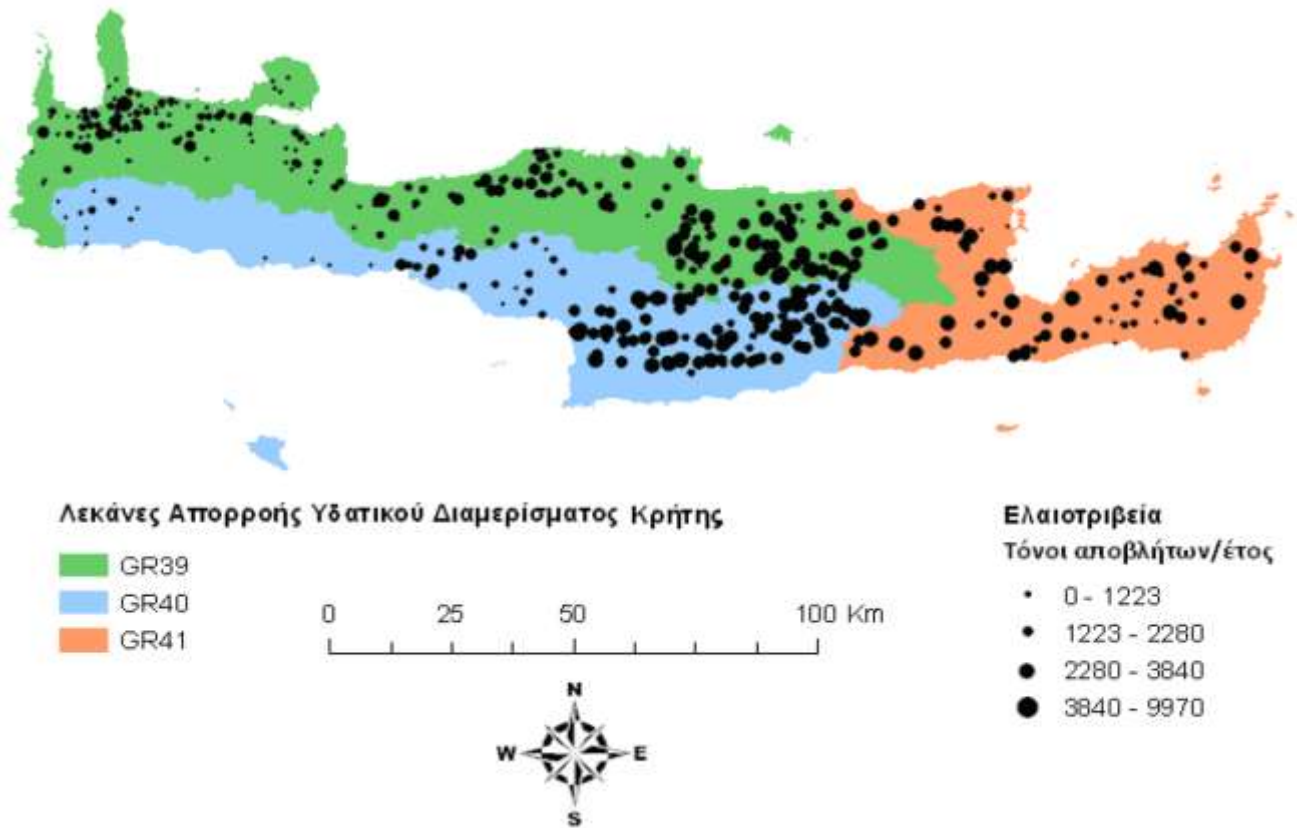 Λεκάνες Απορροής Υδατικού Διαμερίσματος Κρήτης
GR39
GR40
GR41
0 25 50 100 Km
N
W E
S
Ελαιοτριβεία
Τόνοι αποβλήτων/έτος
0 - 1223
1223 - 2280
2280 - 3840
3840 - 9970